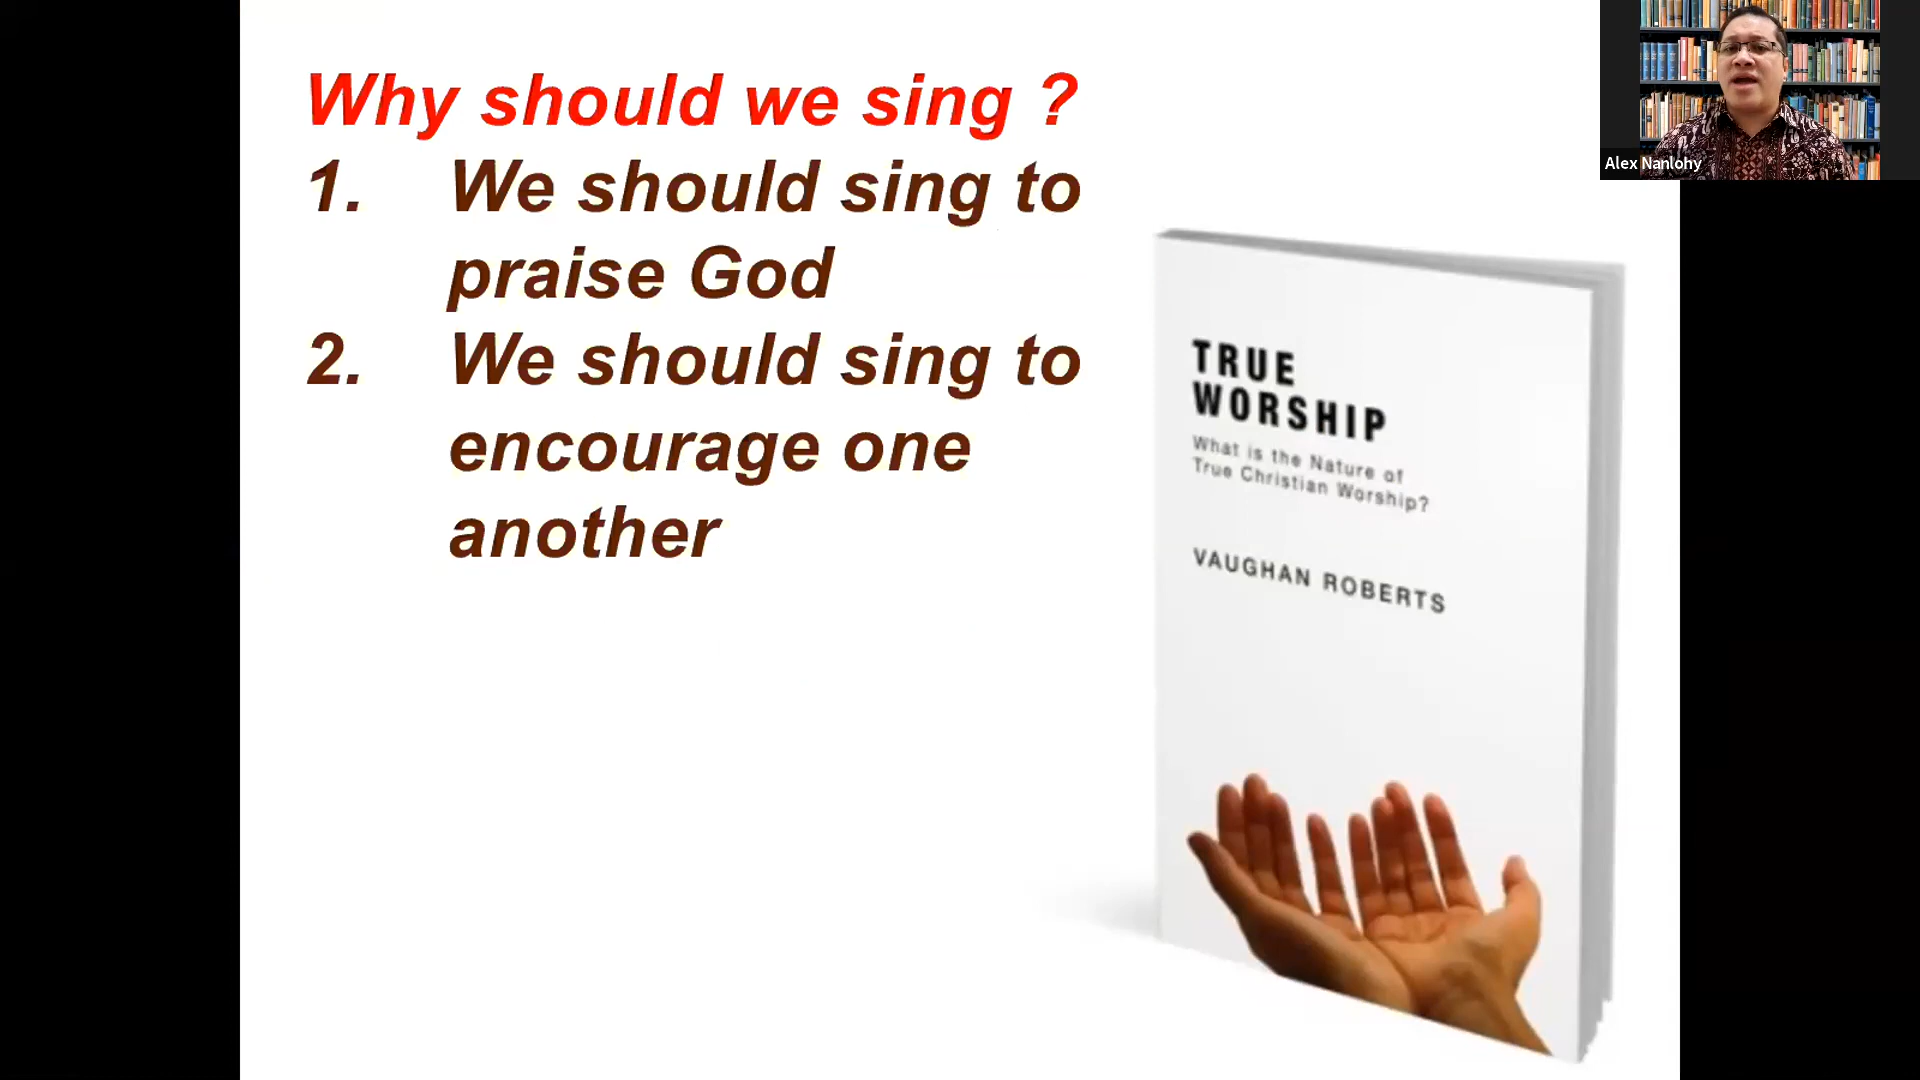 Why should we sing ?
1. We should sing to
praise God
2. We should sing to
encourage one
another
TRUE
WORSHIP
What is the Nature of
True Christian Worship?
VAUGHAN ROBERTS
Alex Nanlohy